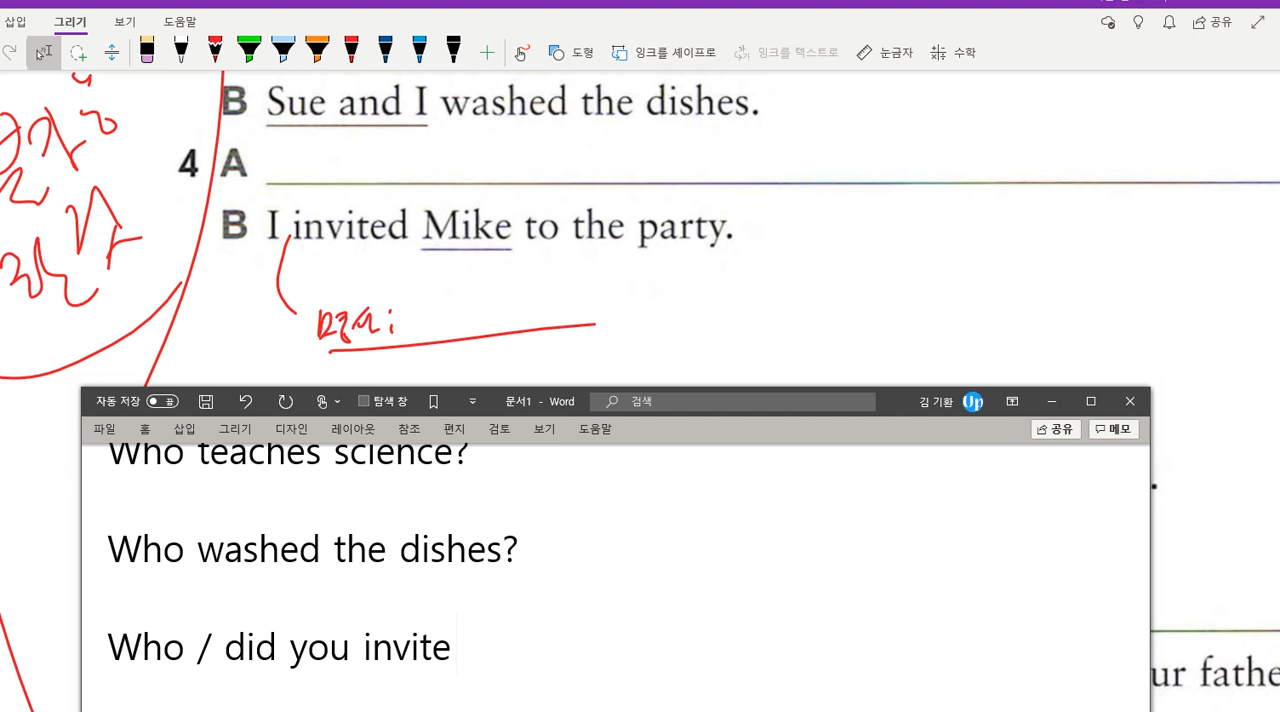 삽입 그리기 보기 도움말
공유
도형 잉크를 셰이프로 잉크를 텍스트로 눈금자 수학
B Sue and I washed the dishes.
4 A
B I invited Mike to the party.
명사 :
자동 저장 끔 탐색 창 문서1 - Word 검색 김 기환 Up
파일 홈 삽입 그리기 디자인 레이아웃 참조 편지 검토 보기 도움말 공유 메모
Who teaches science?
Who washed the dishes?
Who / did you invite
ur fathe